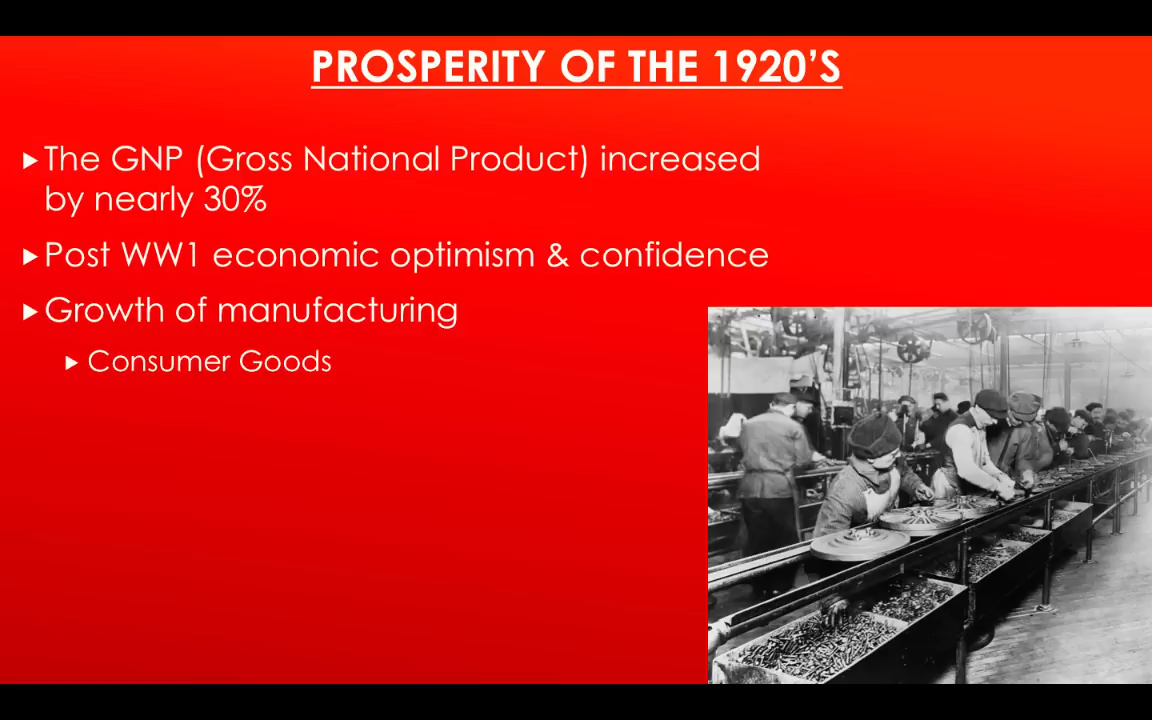 PROSPERITY OF THE 1920’S
The GNP (Gross National Product) increased
by nearly 30%
Post WW1 economic optimism & confidence
Growth of manufacturing
Consumer Goods